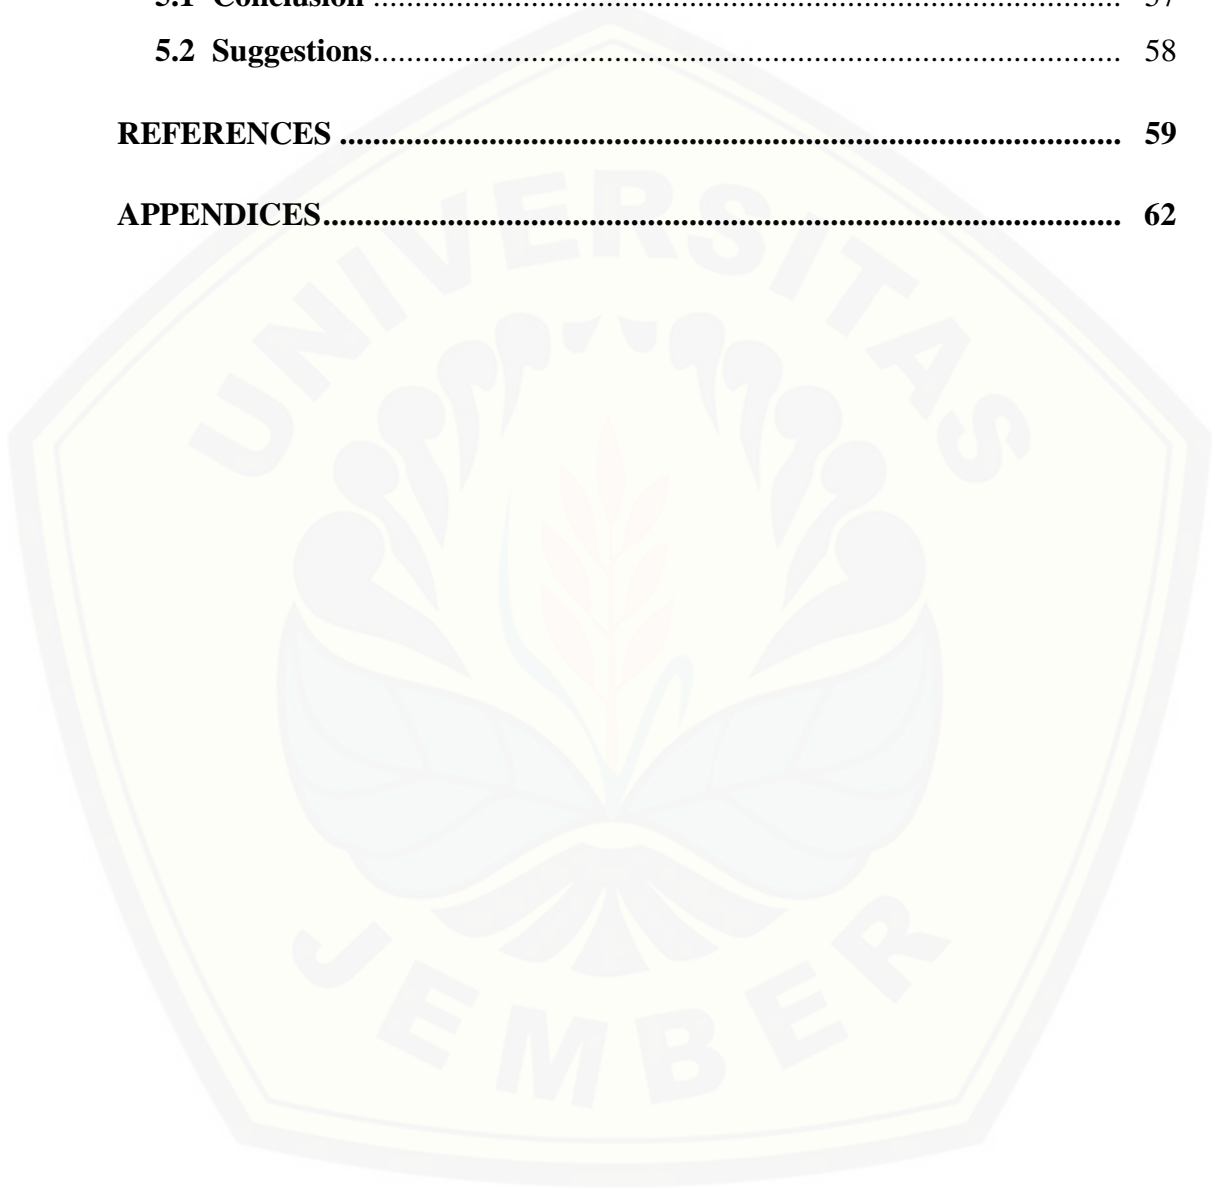 5.1 Conclusion ........................................................................................... 57
5.2 Suggestions........................................................................................... 58
REFERENCES ............................................................................................... 59
APPENDICES................................................................................................. 62
UNIVERSITAS
JEMBER